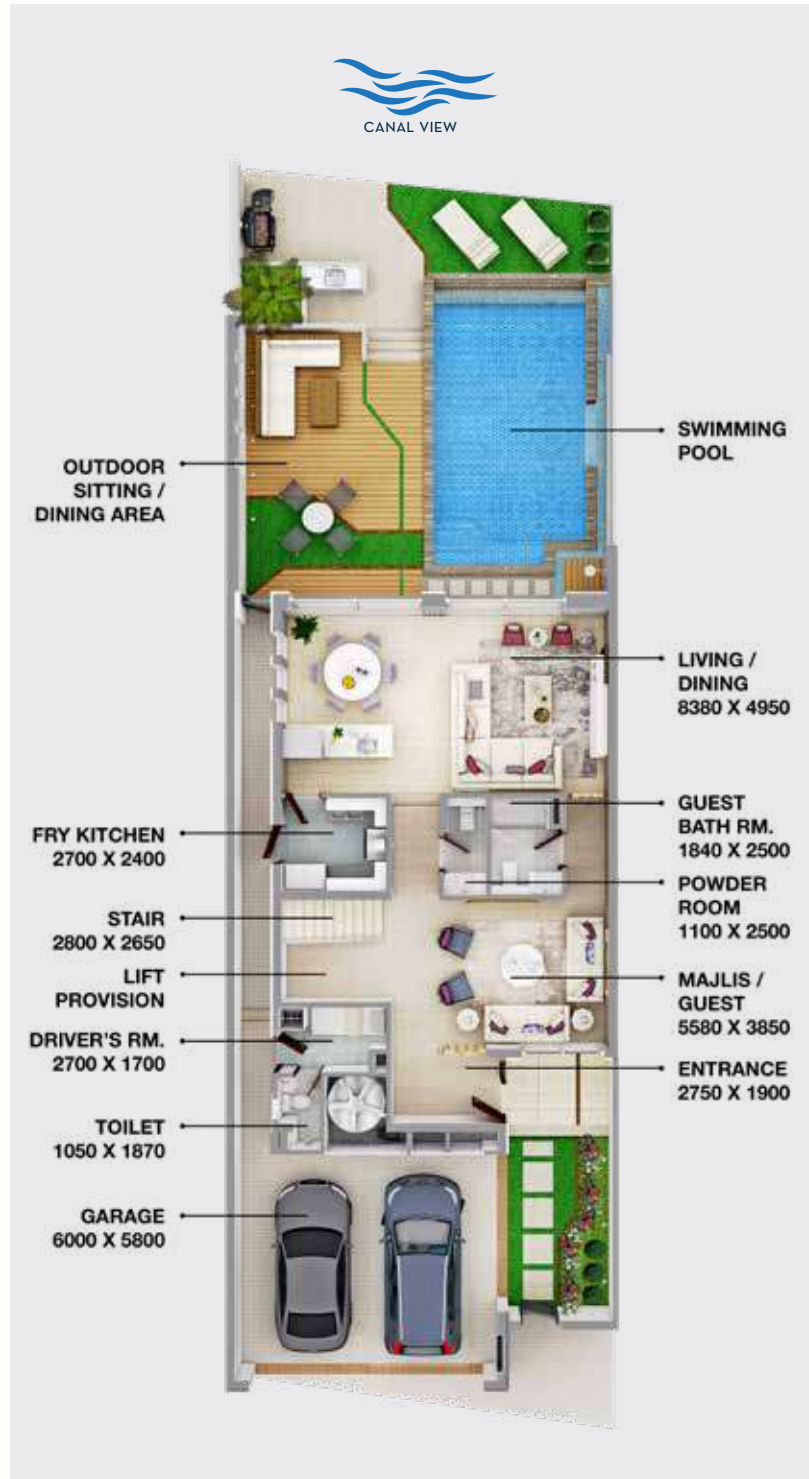 CANAL VIEW
SWIMMING
POOL
OUTDOOR
SITTING /
DINING AREA
LIVING /
DINING
8380 X 4950
GUEST
BATH RM.
1840 X 2500
FRY KITCHEN
2700 X 2400
POWDER
ROOM
1100 X 2500
STAIR
2800 X 2650
LIFT
PROVISION
MAJLIS /
GUEST
5580 X 3850
DRIVER'S RM.
2700 X 1700
ENTRANCE
2750 X 1900
TOILET
1050 X 1870
GARAGE
6000 X 5800